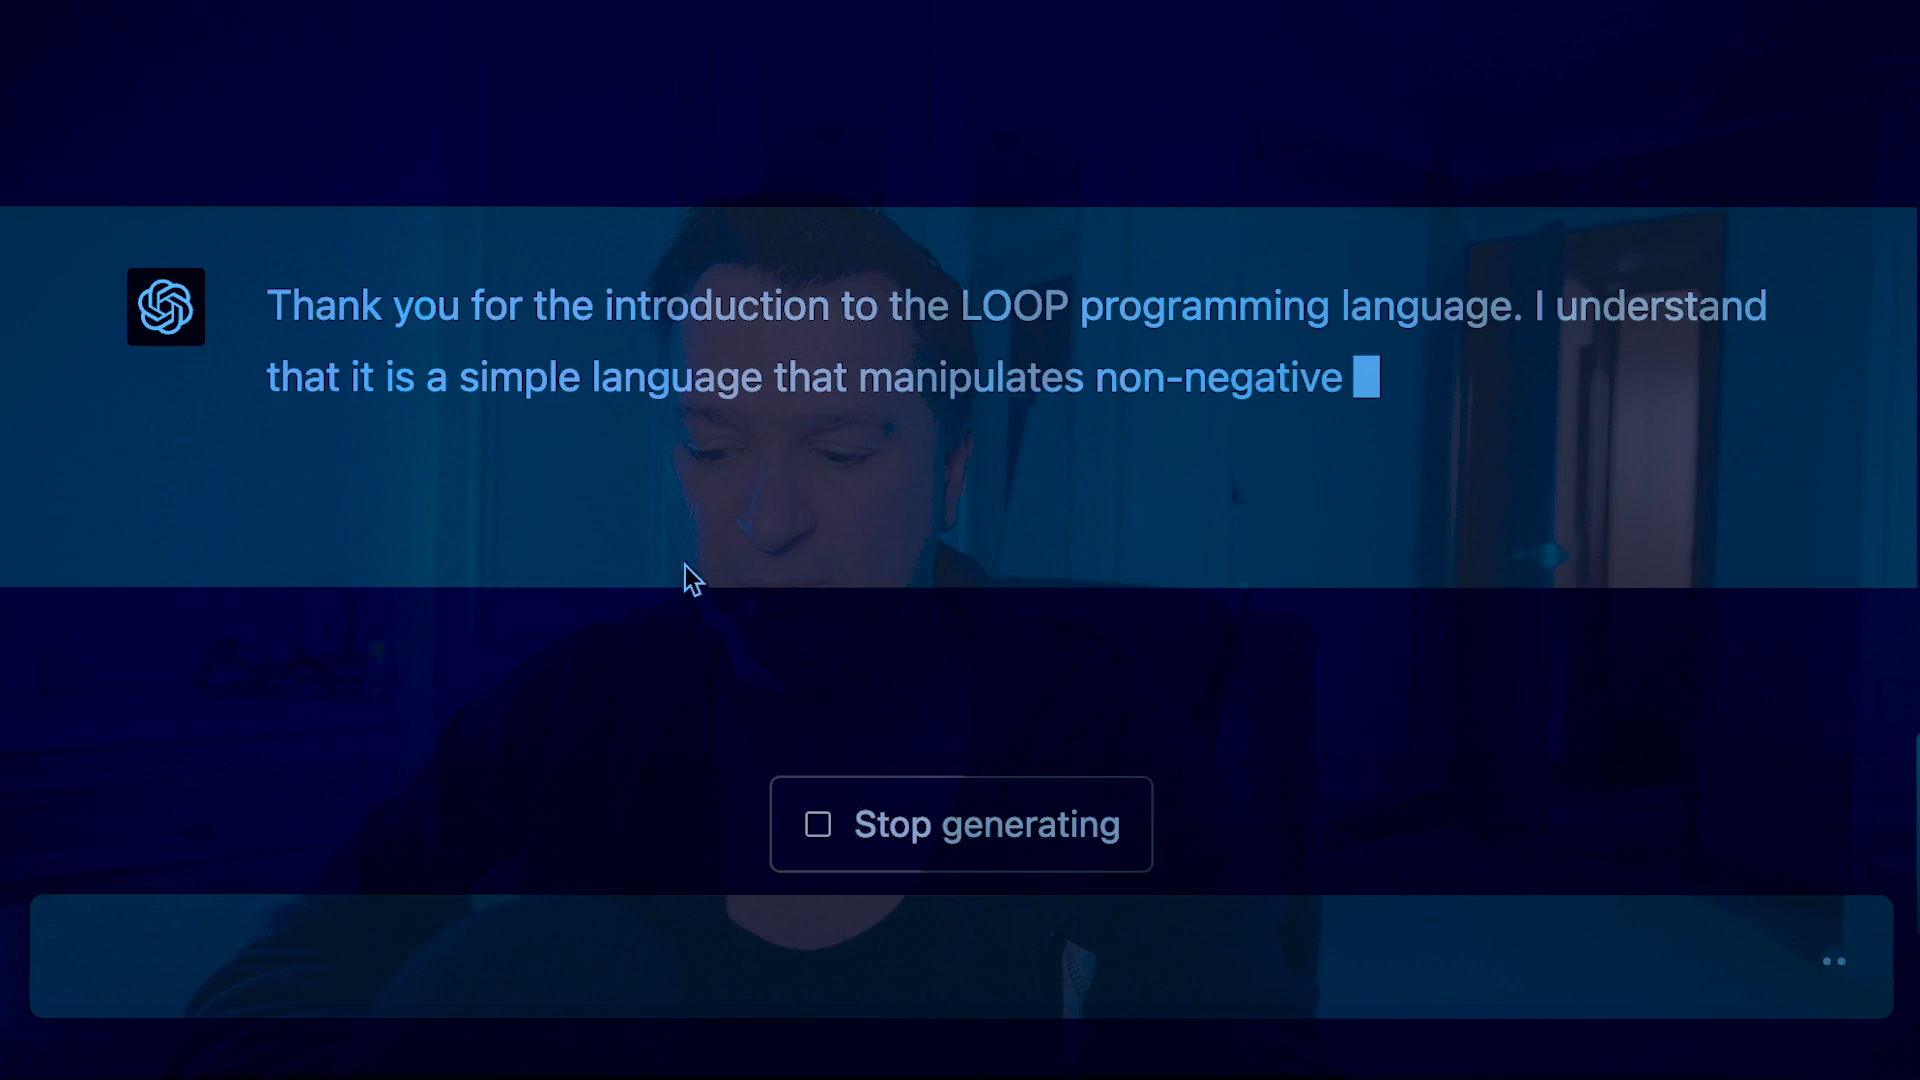 Thank you for the introduction to the LOOP programming language. I understand
that it is a simple language that manipulates non-negative
Stop generating